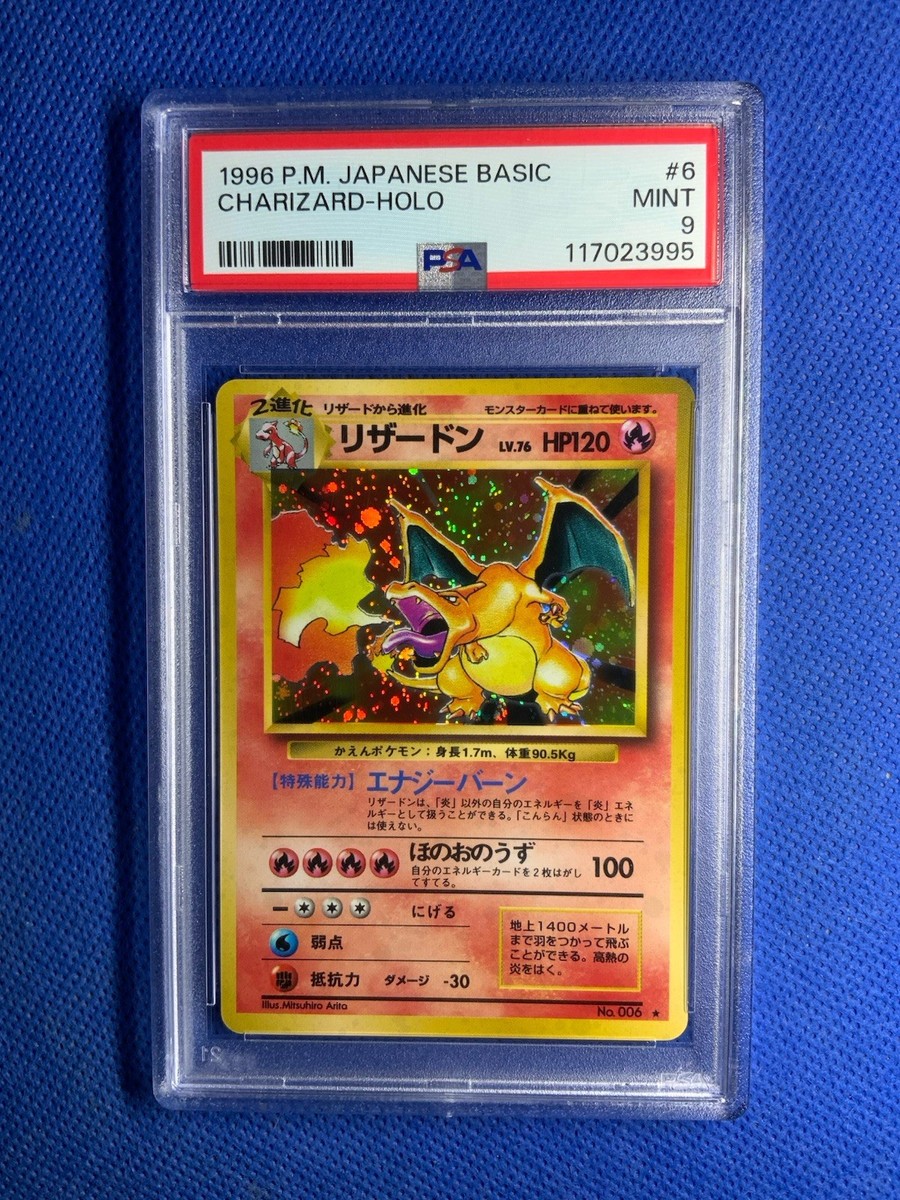 1996 P.M. JAPANESE BASIC #6
CHARIZARD-HOLO MINT
9
PSA 117023995
2進化 リザードから進化 モンスターカードに重ねて使います。
リザードン LV.76 HP120
かえんポケモン：身長1.7m、体重90.5Kg
【特殊能力】エナジーバーン
リザードンは、「炎」以外の自分のエネルギーを「炎」エネ
ルギーとして扱うことができる。「こんらん」状態のときに
は使えない。
ほのおのうず 100
自分のエネルギーカードを2枚はがし
てすてる。
にげる
弱点
抵抗力 ダメージ -30
地上1400メートル
まで羽をつかって飛ぶ
ことができる。高熱の
炎をはく。
Illus.Mitsuhiro Arita No. 006 ★